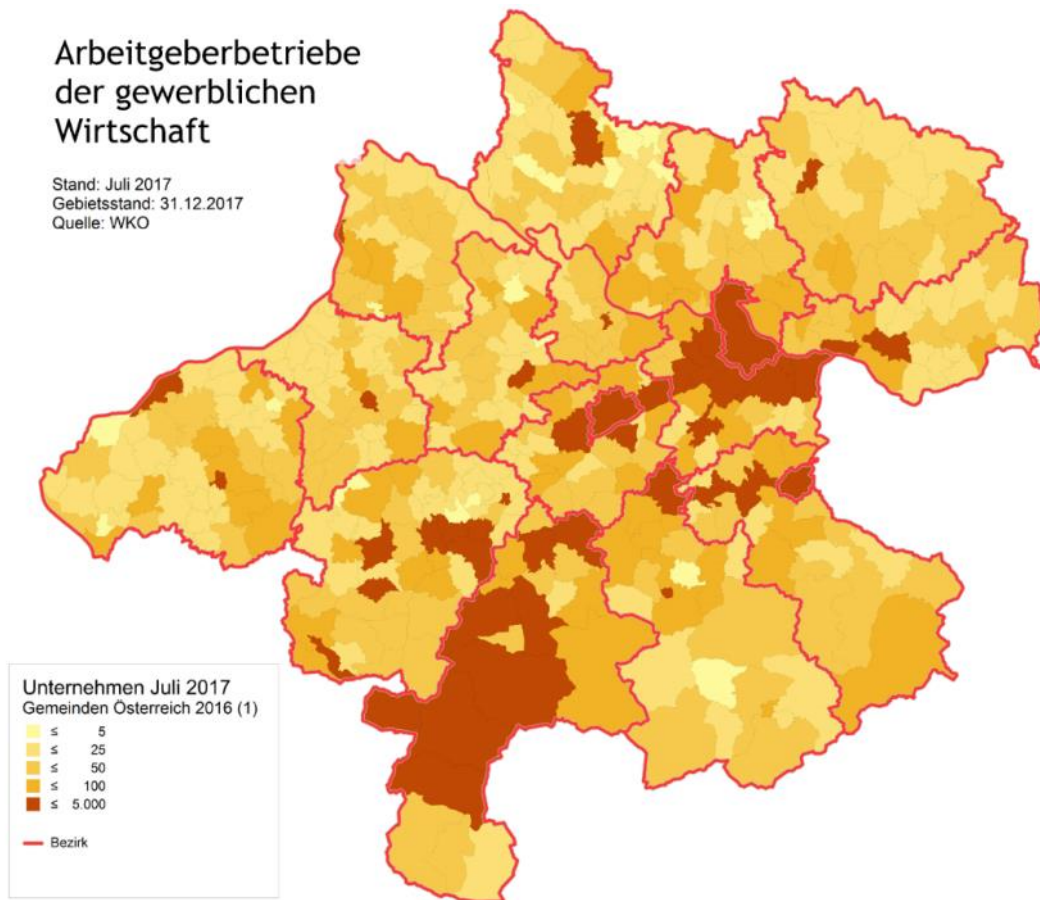 Arbeitgeberbetriebe
der gewerblichen
Wirtschaft
Stand: Juli 2017
Gebietsstand: 31.12.2017
Quelle: WKO
Unternehmen Juli 2017
Gemeinden Österreich 2016 (1)
≤ 5
≤ 25
≤ 50
≤ 100
≤ 5.000
Bezirk